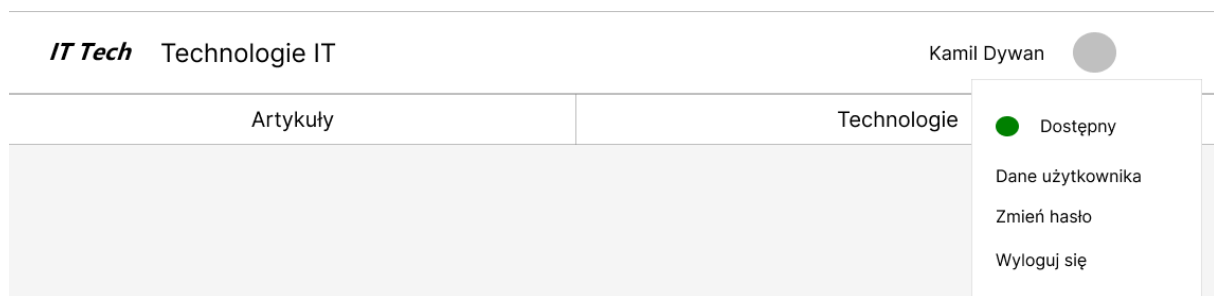 IT Tech Technologie IT Kamil Dywan
Artykuły Technologie
Dostępny
Dane użytkownika
Zmień hasło
Wyloguj się